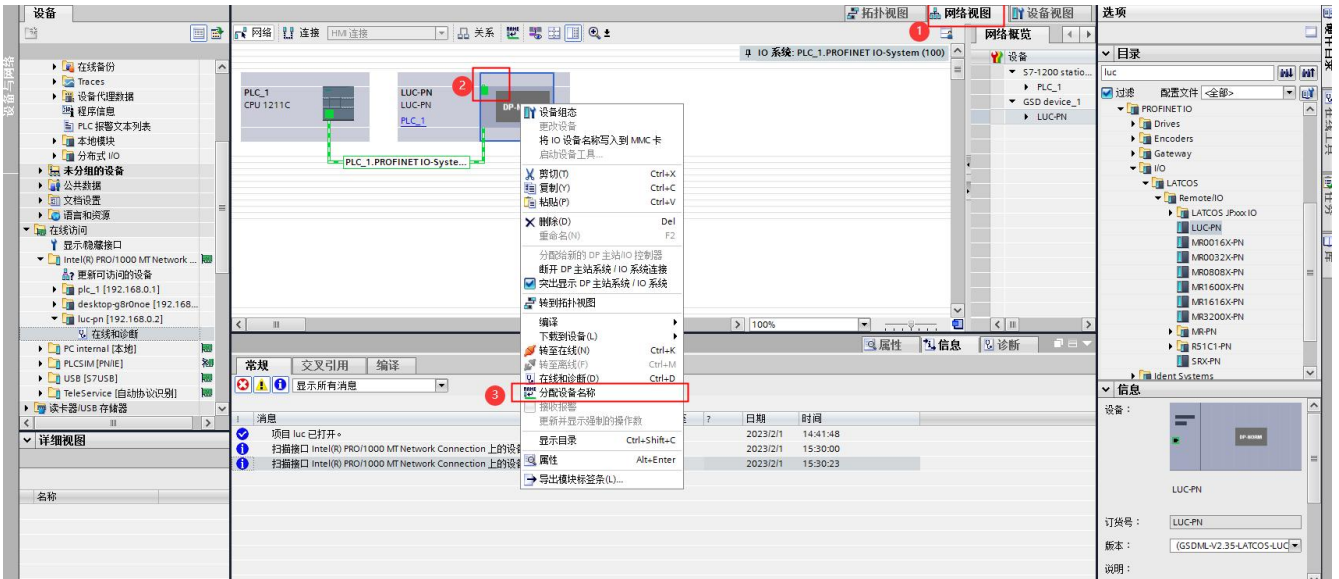 设备
拓扑视图
网络视图
设备视图
选项
网络
连接
HMI 连接
关系
1
网络概览
IO 系统: PLC_1.PROFINET IO-System (100)
设备
目录
在线备份
Traces
设备代理数据
程序信息
PLC 报警文本列表
本地模块
分布式 I/O
未分组的设备
公共数据
文档设置
语言和资源
在线访问
显示/隐藏接口
Intel(R) PRO/1000 MT Network ...
更新可访问的设备
plc_1 [192.168.0.1]
desktop-g8r0noe [192.168...
luc-pn [192.168.0.2]
在线和诊断
PC internal [本地]
PLCSIM [PN/IE]
USB [S7USB]
TeleService [自动协议识别]
读卡器/USB 存储器
详细视图
名称
PLC_1
CPU 1211C
LUC-PN
LUC-PN
PLC_1
2
PLC_1.PROFINET IO-Syste...
设备组态
更改设备
将 IO 设备名称写入到 MMC 卡
启动设备工具...
剪切(T) Ctrl+X
复制(Y) Ctrl+C
粘贴(P) Ctrl+V
删除(D) Del
重命名(N) F2
分配给新的 DP 主站/IO 控制器
断开 DP 主站系统 / IO 系统连接
突出显示 DP 主站系统 / IO 系统
转到拓扑视图
编译
下载到设备(L)
转至在线(N) Ctrl+K
转至离线(F) Ctrl+M
在线和诊断(D) Ctrl+D
3
分配设备名称
接收报警
更新并显示强制的操作数
显示目录 Ctrl+Shift+C
属性 Alt+Enter
导出模块标签条(L)...
S7-1200 statio...
PLC_1
GSD device_1
LUC-PN
100%
属性
信息
诊断
常规
交叉引用
编译
显示所有消息
! 消息 ? 日期 时间
项目 luc 已打开。 2023/2/1 14:41:48
扫描接口 Intel(R) PRO/1000 MT Network Connection 上的设 2023/2/1 15:30:00
扫描接口 Intel(R) PRO/1000 MT Network Connection 上的设 2023/2/1 15:30:23
luc
过滤 配置文件 <全部>
PROFINET IO
Drives
Encoders
Gateway
I/O
LATCOS
Remote/IO
LATCOS JPxxx IO
LUC-PN
MR0016X-PN
MR0032X-PN
MR0808X-PN
MR1600X-PN
MR1616X-PN
MR3200X-PN
MR-PN
R51C1-PN
SRX-PN
Ident Systems
信息
设备:
DP-NORM
LUC-PN
订货号: LUC-PN
版本: (GSDML-V2.35-LATCOS-LUC
说明:
硬件目录
在线工具
任务
库